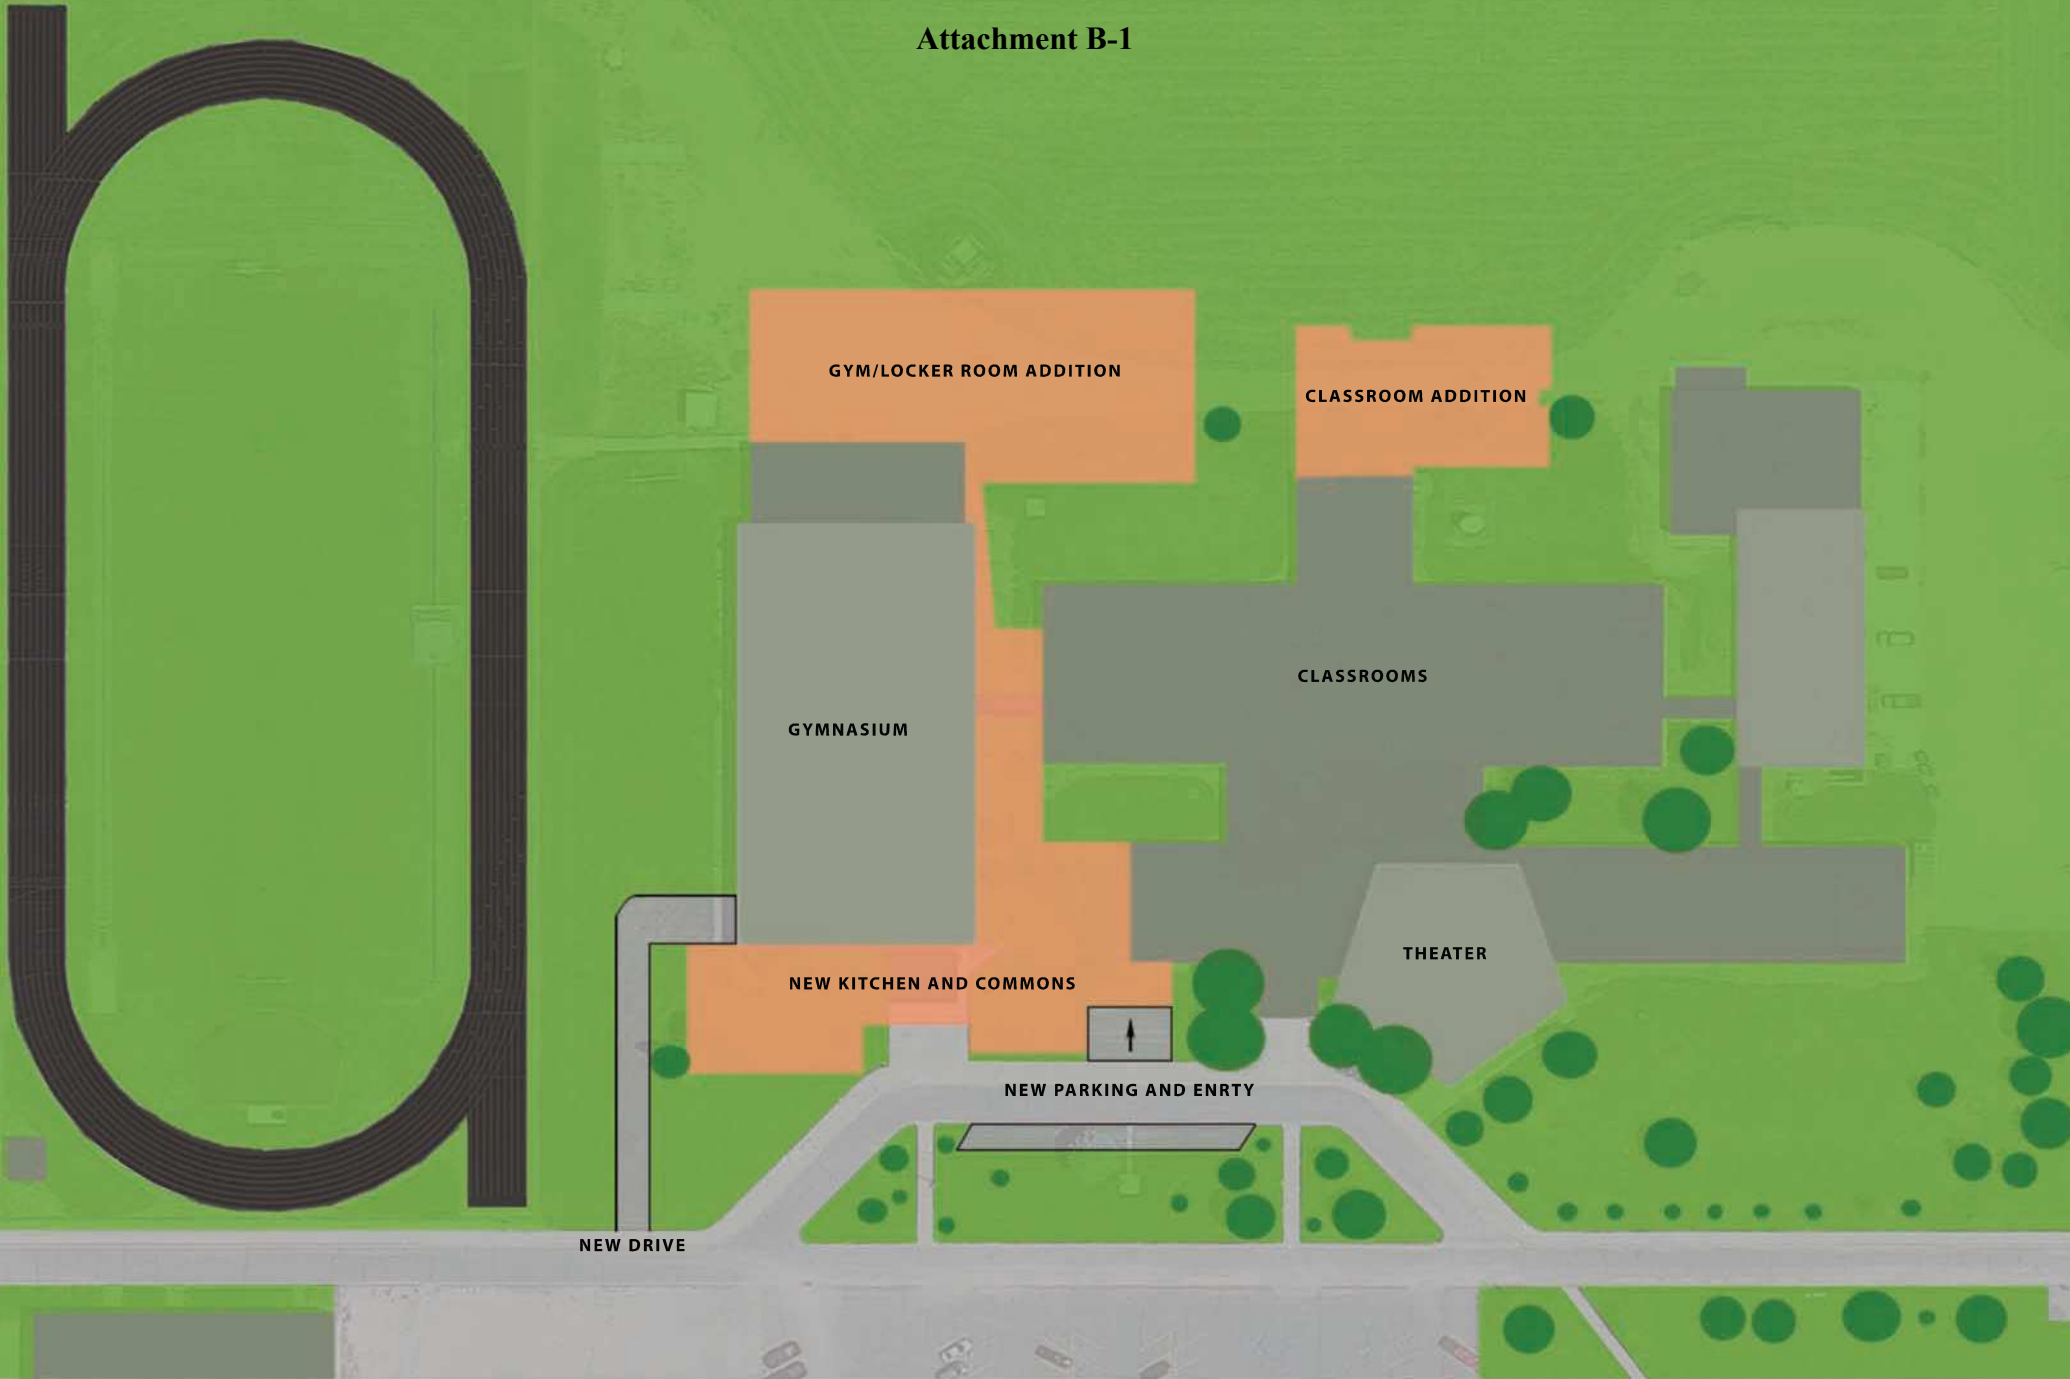 Attachment B-1
GYM/LOCKER ROOM ADDITION
CLASSROOM ADDITION
CLASSROOMS
GYMNASIUM
THEATER
NEW KITCHEN AND COMMONS
NEW PARKING AND ENRTY
NEW DRIVE